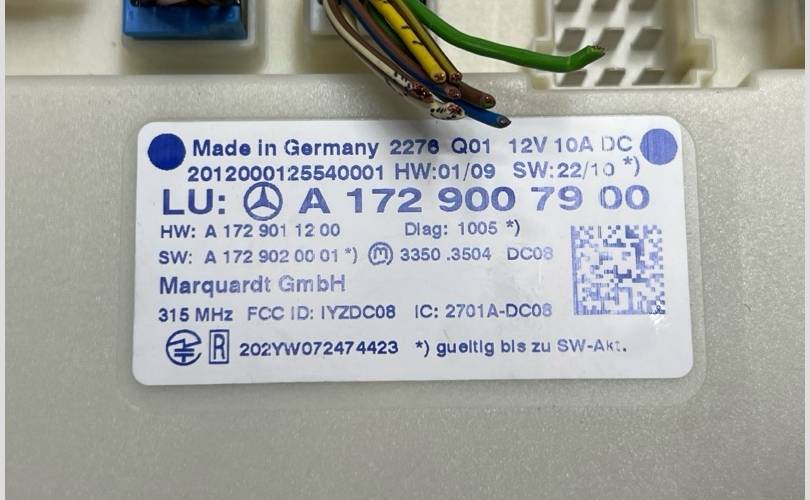 Made in Germany 2276 Q01 12V 10A DC
2012000125540001 HW:01/09 SW:22/10 *)
LU: A 172 900 79 00
HW: A 172 901 12 00 Diag: 1005 *)
SW: A 172 902 00 01 *) M 3350 .3504 DC08
Marquardt GmbH
315 MHz FCC ID: IYZDC08 IC: 2701A-DC08
R 202YW072474423 *) gueltig bis zu SW-Akt.